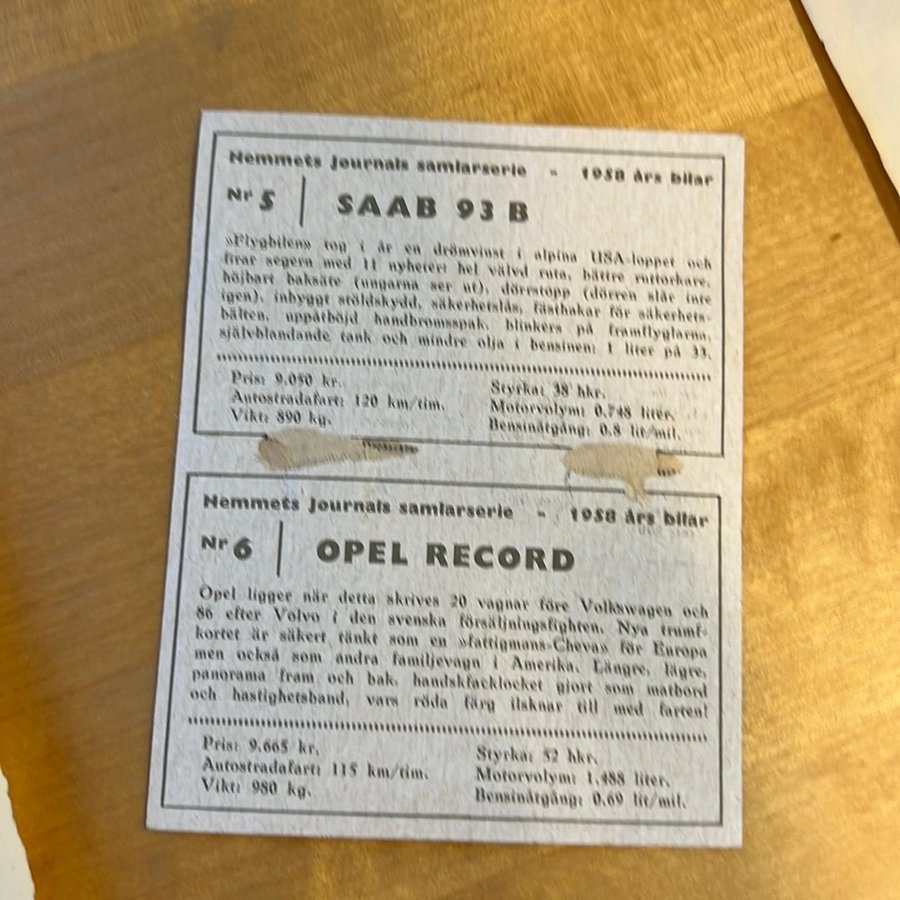 Hemmets Journals samlarserie - 1958 års bilar
Nr 5 SAAB 93 B
»Flygbilen» tog i år en drömvinst i alpina USA-loppet och
firar segern med 11 nyheter: hel välvd ruta, bättre ruttorkare,
höjbart baksäte (ungarna ser ut), dörrstopp (dörren slår inte
igen), inbyggt stöldskydd, säkerhetslås, fästhakar för säkerhets-
bälten, uppåtböjd handbromsspak, blinkers på framflyglarna,
självblandande tank och mindre olja i bensinen: 1 liter på 33.
Pris: 9.050 kr.
Autostradafart: 120 km/tim.
Vikt: 890 kg.
Styrka: 38 hkr.
Motorvolym: 0.748 liter.
Bensinåtgång: 0.8 lit/mil.
Hemmets Journals samlarserie - 1958 års bilar
Nr 6 OPEL RECORD
Opel ligger när detta skrives 20 vagnar före Volkswagen och
86 efter Volvo i den svenska försäljningsfighten. Nya trumf-
kortet är säkert tänkt som en »fattigmans-Cheva» för Europa
men också som andra familjevagn i Amerika. Längre, lägre,
panorama fram och bak, handskfacklocket gjort som matbord
och hastighetsband, vars röda färg ilsknar till med farten!
Pris: 9.665 kr.
Autostradafart: 115 km/tim.
Vikt: 980 kg.
Styrka: 52 hkr.
Motorvolym: 1.488 liter.
Bensinåtgång: 0.69 lit/mil.